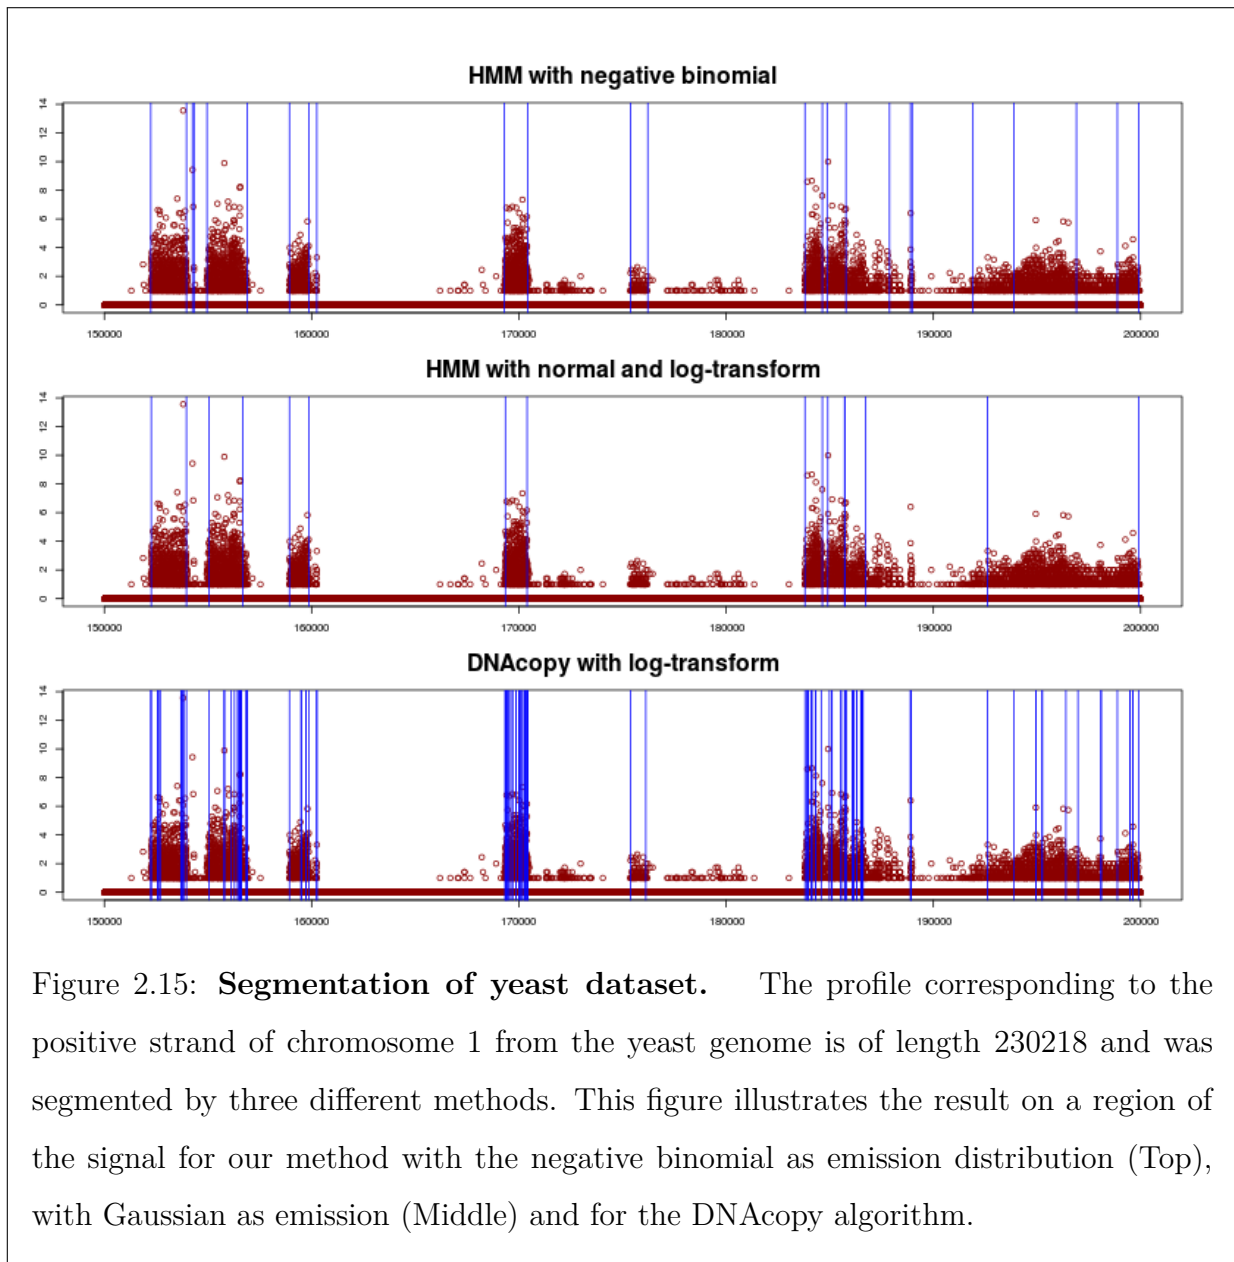 HMM with negative binomial
14
12
10
8
6
4
2
0
150000 160000 170000 180000 190000 200000
HMM with normal and log-transform
14
12
10
8
6
4
2
0
150000 160000 170000 180000 190000 200000
DNAcopy with log-transform
14
12
10
8
6
4
2
0
150000 160000 170000 180000 190000 200000
Figure 2.15: Segmentation of yeast dataset. The profile corresponding to the
positive strand of chromosome 1 from the yeast genome is of length 230218 and was
segmented by three different methods. This figure illustrates the result on a region of
the signal for our method with the negative binomial as emission distribution (Top),
with Gaussian as emission (Middle) and for the DNAcopy algorithm.